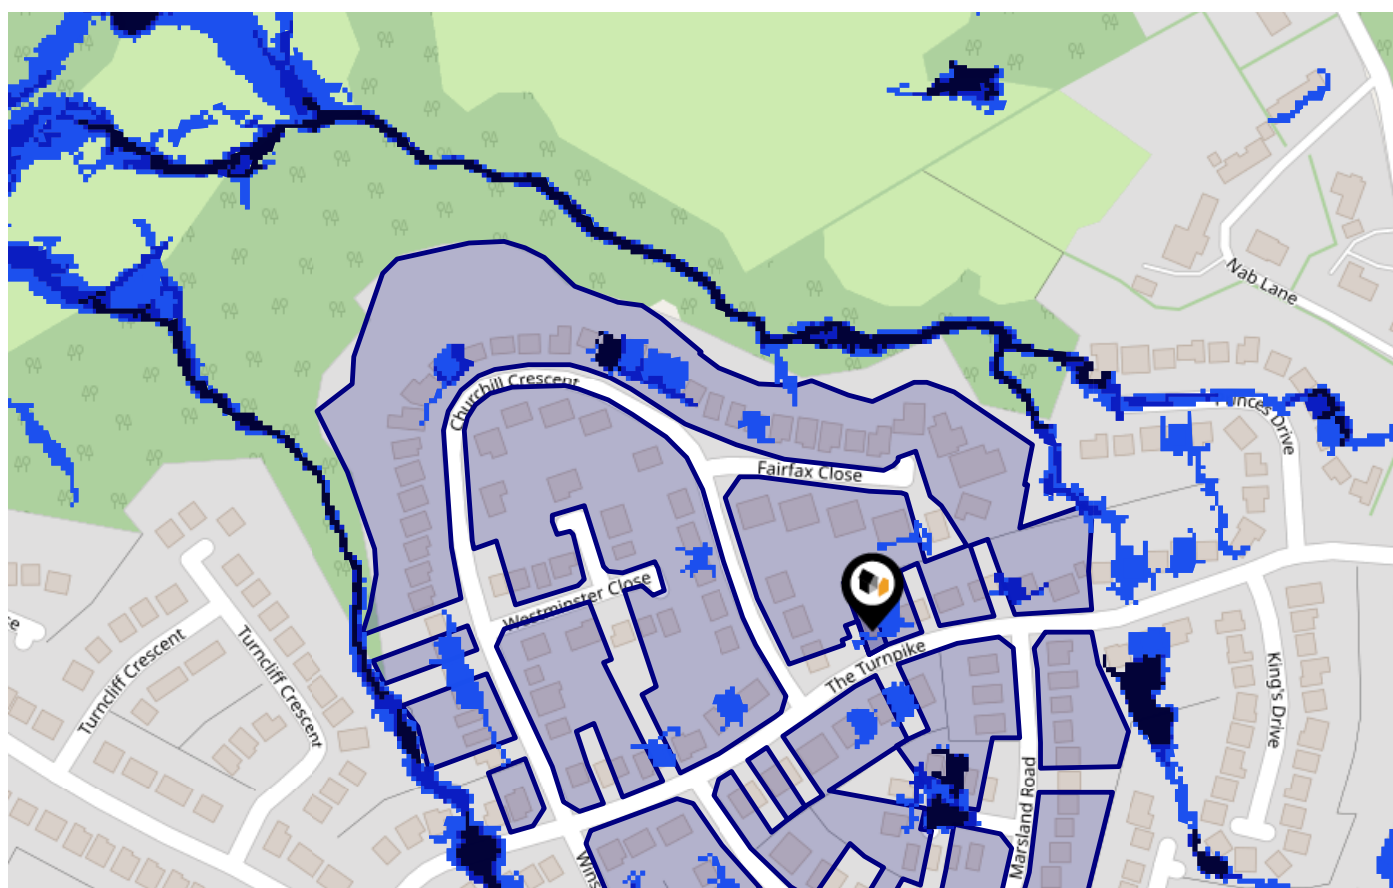 Nab Lane
Churchill Crescent
Fairfax Close
Westminster Close
Turncliff Crescent
Turncliff Crescent
The Turnpike
King's Drive
Marsland Road